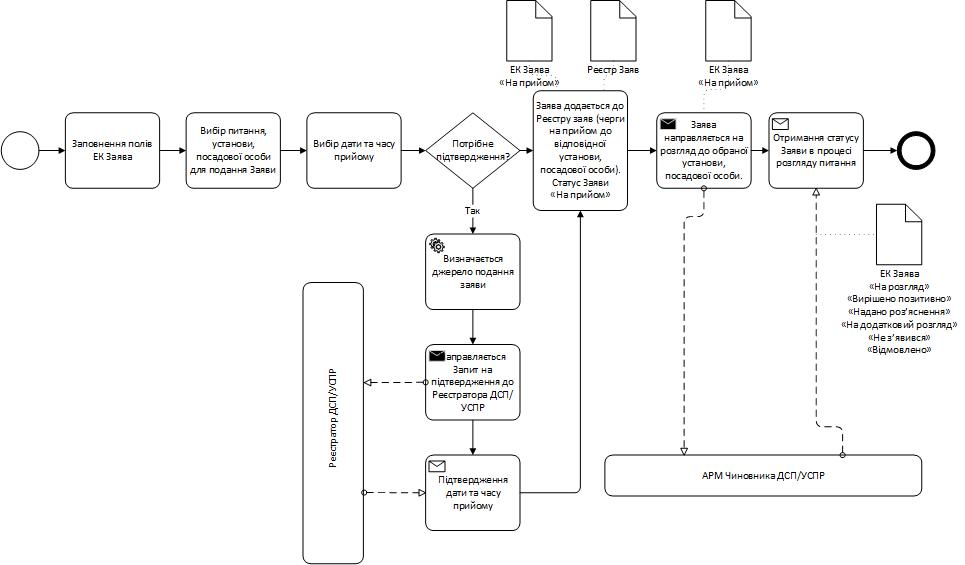 ЕК Заява
«На прийом»
Реєстр Заяв
ЕК Заява
«На прийом»
Заповнення полів
ЕК Заява
Вибір питання,
установи,
посадової особи
для подання Заяви
Вибір дати та часу
прийому
Потрібне
підтвердження?
Заява додається до
Реєстру заяв (черги
на прийом до
відповідної
установи,
посадової особи).
Статус Заяви
«На прийом»
Заява
направляється на
розгляд до обраної
установи,
посадової особи.
Отримання статусу
Заяви в процесі
розгляду питання
Так
Визначається
джерело подання
заяви
аправляється
Запит на
підтвердження до
Реєстратора ДСП/
УСПР
Підтвердження
дати та часу
прийому
Реєстратор ДСП/УСПР
ЕК Заява
«На розгляд»
«Вирішено позитивно»
«Надано роз’яснення»
«На додатковий розгляд»
«Не з’явився»
«Відмовлено»
АРМ Чиновника ДСП/УСПР